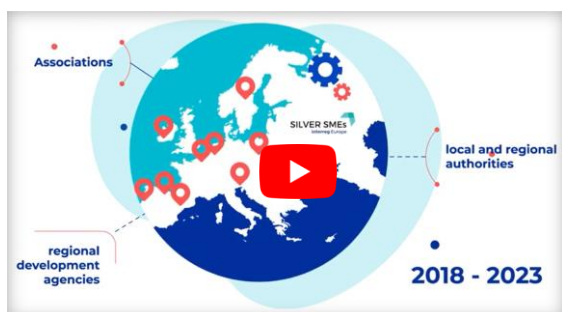 Associations
SILVER SMEs
Interreg Europe
local and regional
authorities
regional
development
agencies
2018 - 2023